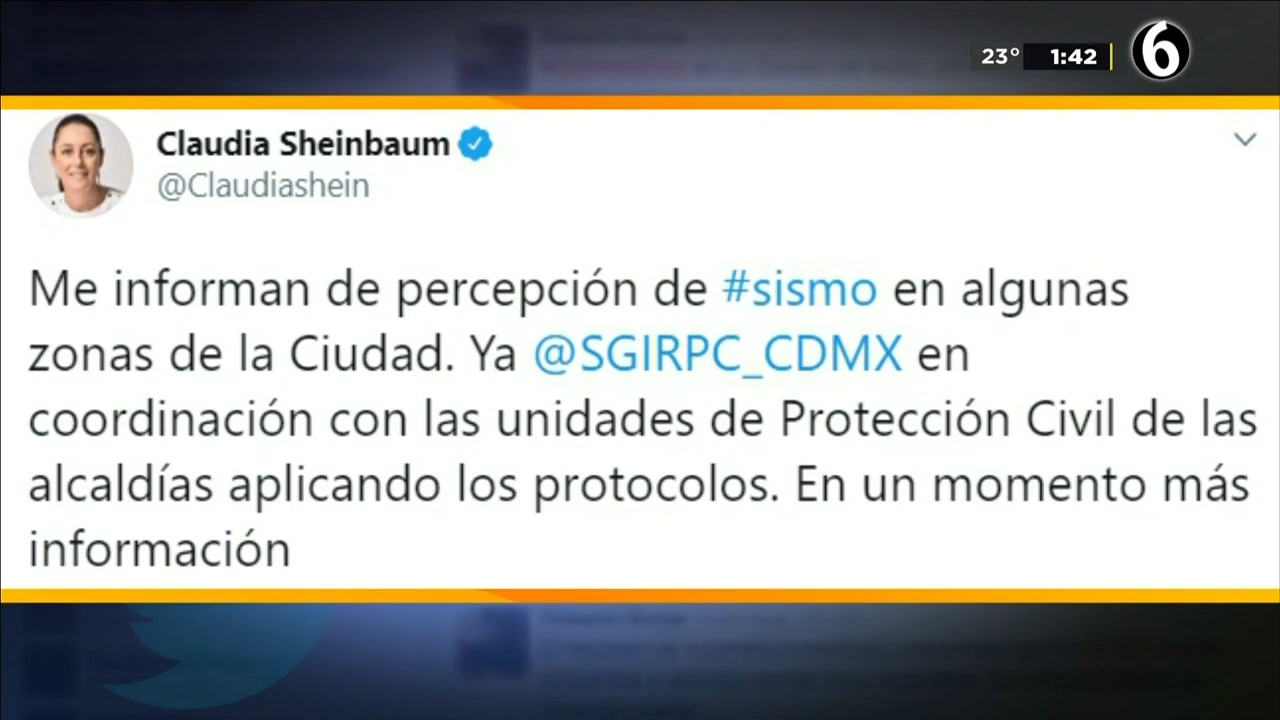 23° 1:42 6
Claudia Sheinbaum
@Claudiashein
Me informan de percepción de #sismo en algunas
zonas de la Ciudad. Ya @SGIRPC_CDMX en
coordinación con las unidades de Protección Civil de las
alcaldías aplicando los protocolos. En un momento más
información